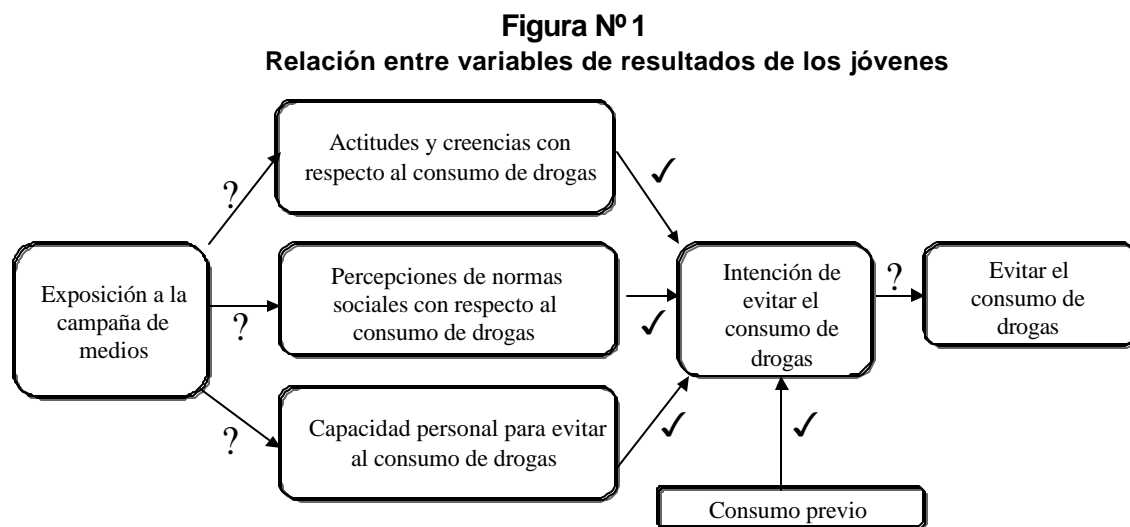 Figura Nº 1
Relación entre variables de resultados de los jóvenes
Actitudes y creencias con
respecto al consumo de drogas
✓
?
Exposición a la
campaña de
medios
?
Percepciones de normas
sociales con respecto al
consumo de drogas
✓
Intención de
evitar el
consumo de
drogas
?
Evitar el
consumo de
drogas
?
Capacidad personal para evitar
al consumo de drogas
✓
✓
Consumo previo